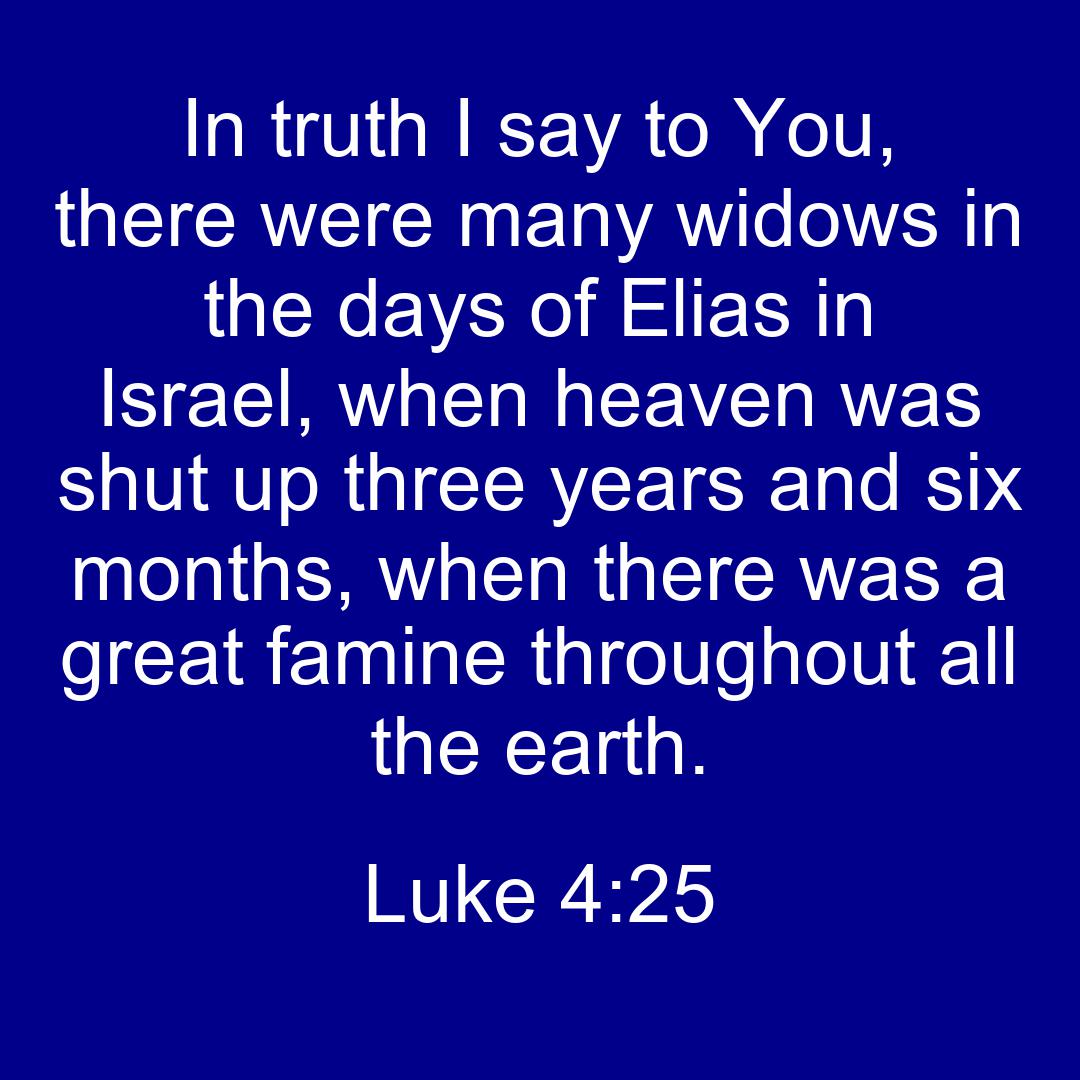 In truth I say to You,
there were many widows in
the days of Elias in
Israel, when heaven was
shut up three years and six
months, when there was a
great famine throughout all
the earth.
Luke 4:25